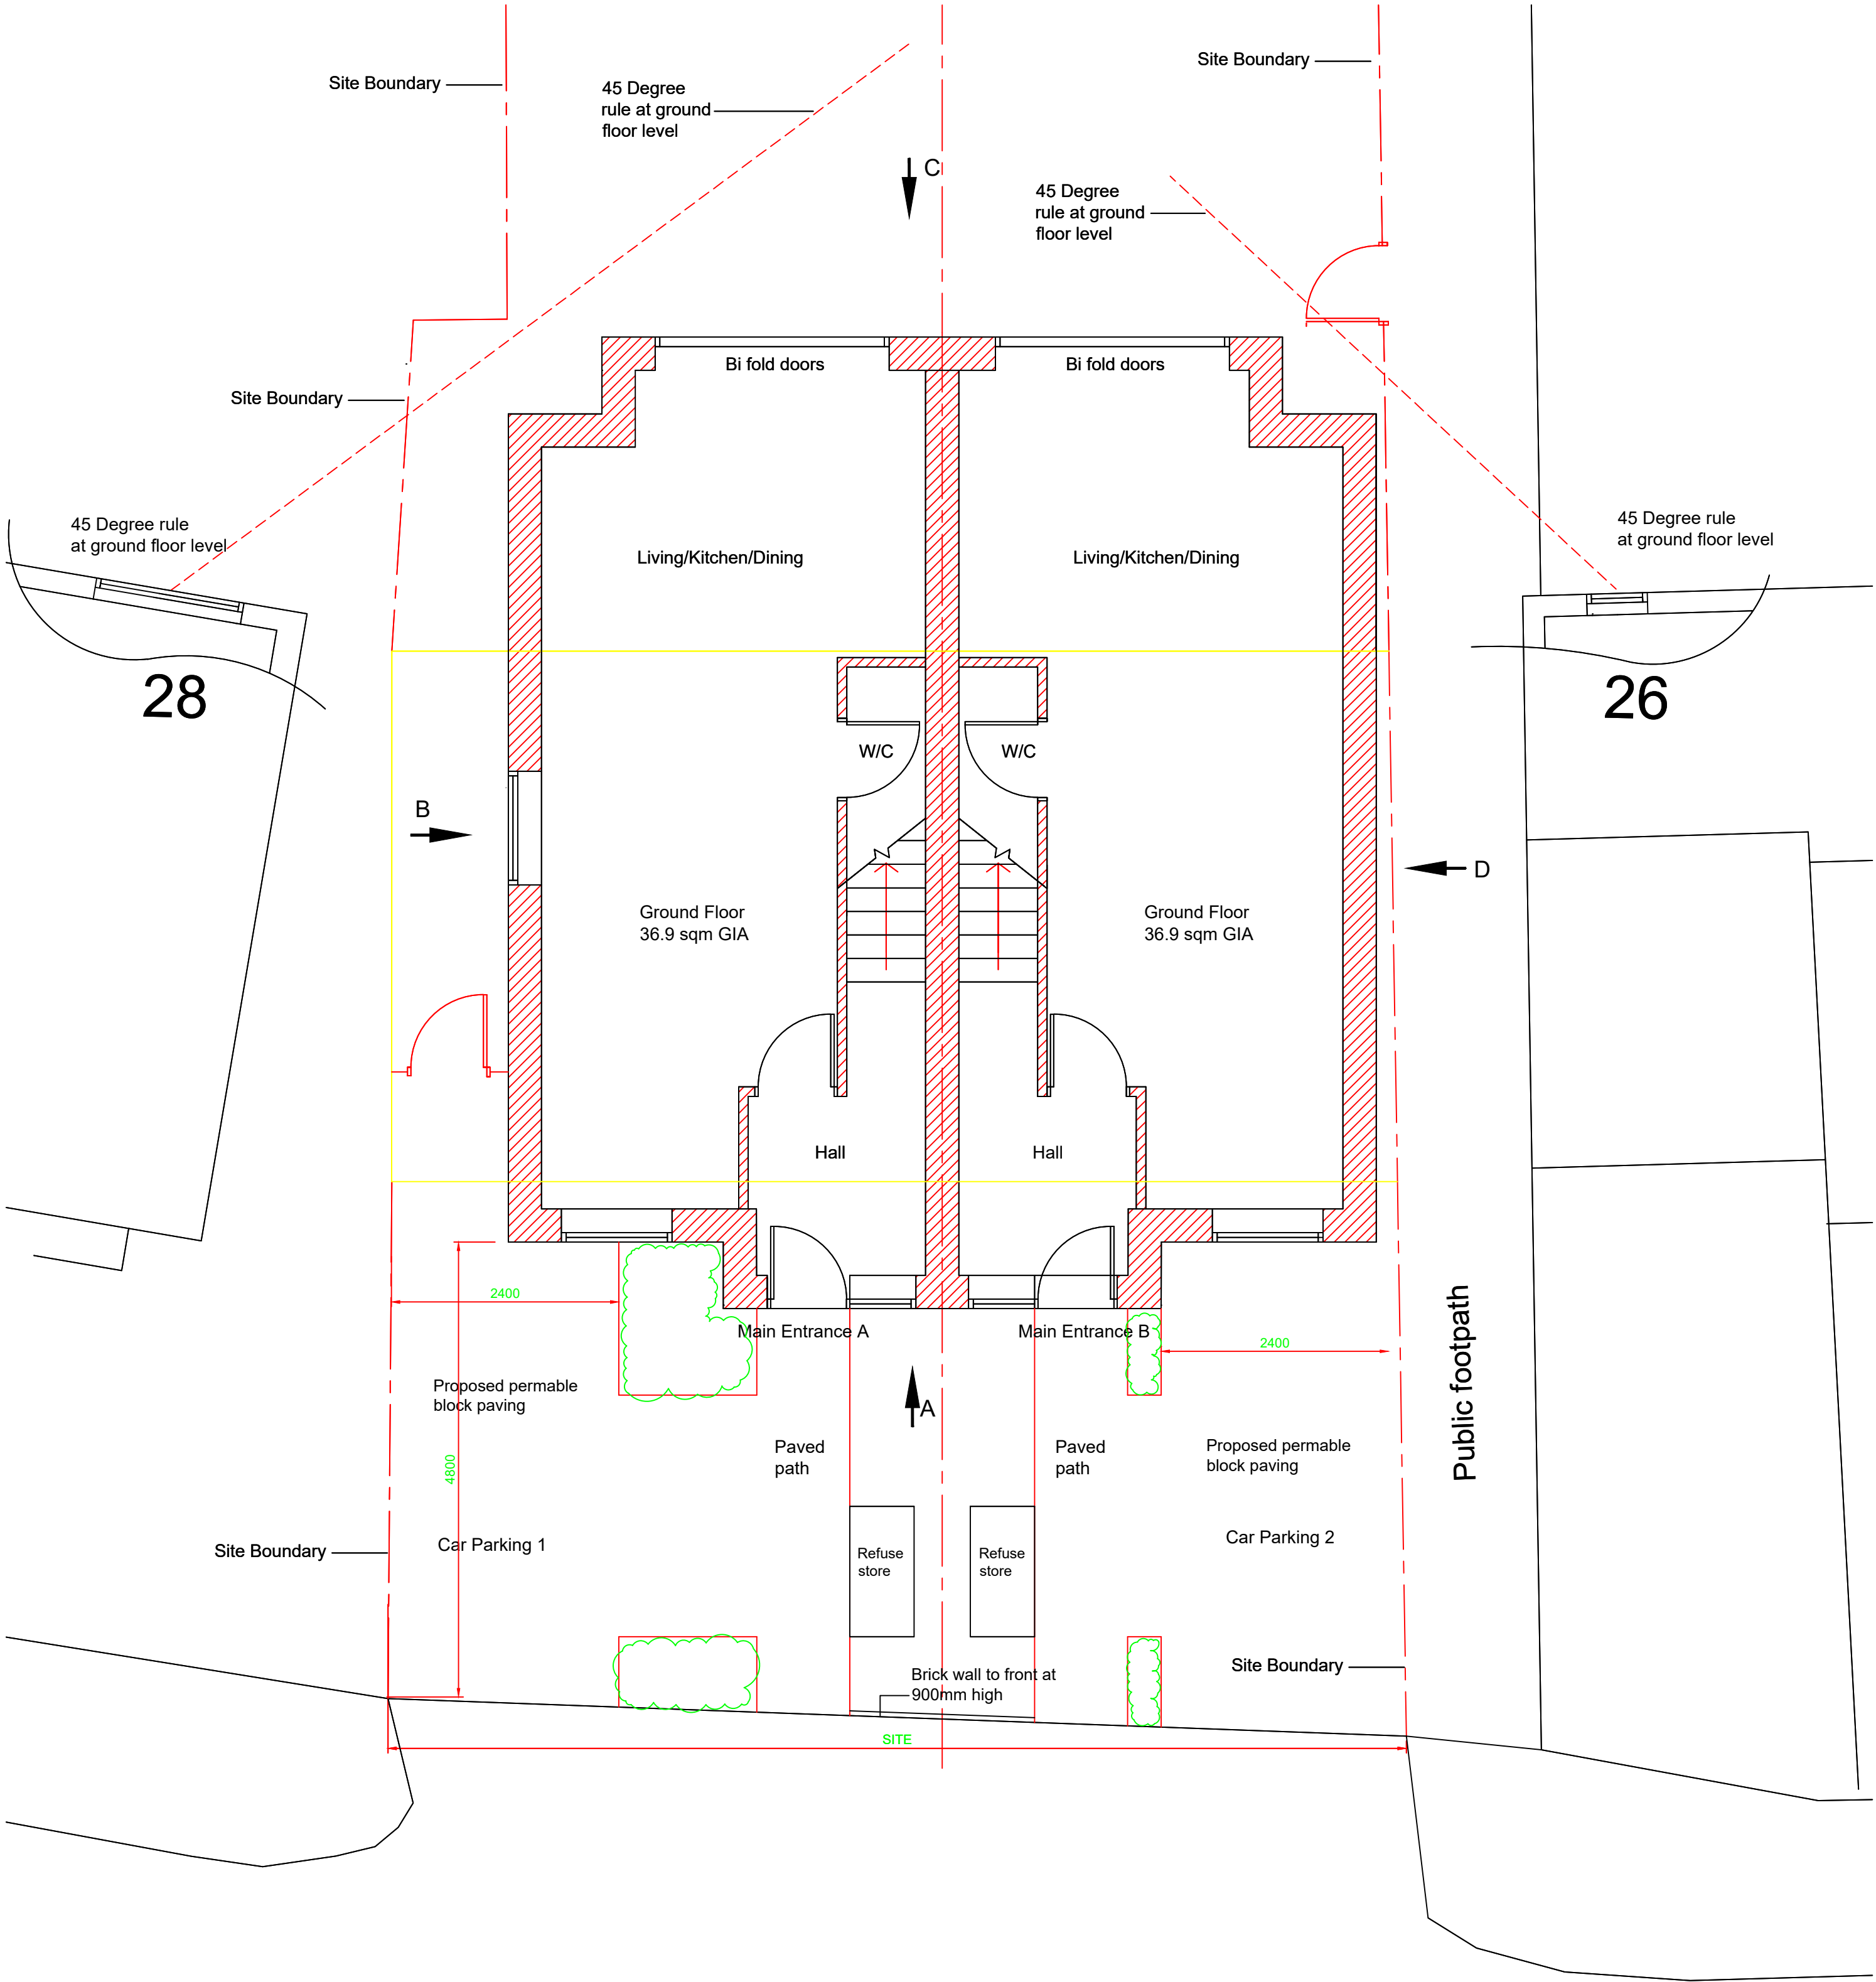 Site Boundary
45 Degree
rule at ground
floor level
Site Boundary
C
45 Degree
rule at ground
floor level
Bi fold doors
Bi fold doors
Site Boundary
45 Degree rule
at ground floor level
45 Degree rule
at ground floor level
Living/Kitchen/Dining
Living/Kitchen/Dining
28
26
W/C
W/C
B
D
Ground Floor
36.9 sqm GIA
Ground Floor
36.9 sqm GIA
Hall
Hall
2400
Main Entrance A
Main Entrance B
2400
Public footpath
Proposed permable
block paving
A
4800
Paved
path
Paved
path
Proposed permable
block paving
Car Parking 1
Car Parking 2
Site Boundary
Refuse
store
Refuse
store
Site Boundary
Brick wall to front at
900mm high
SITE